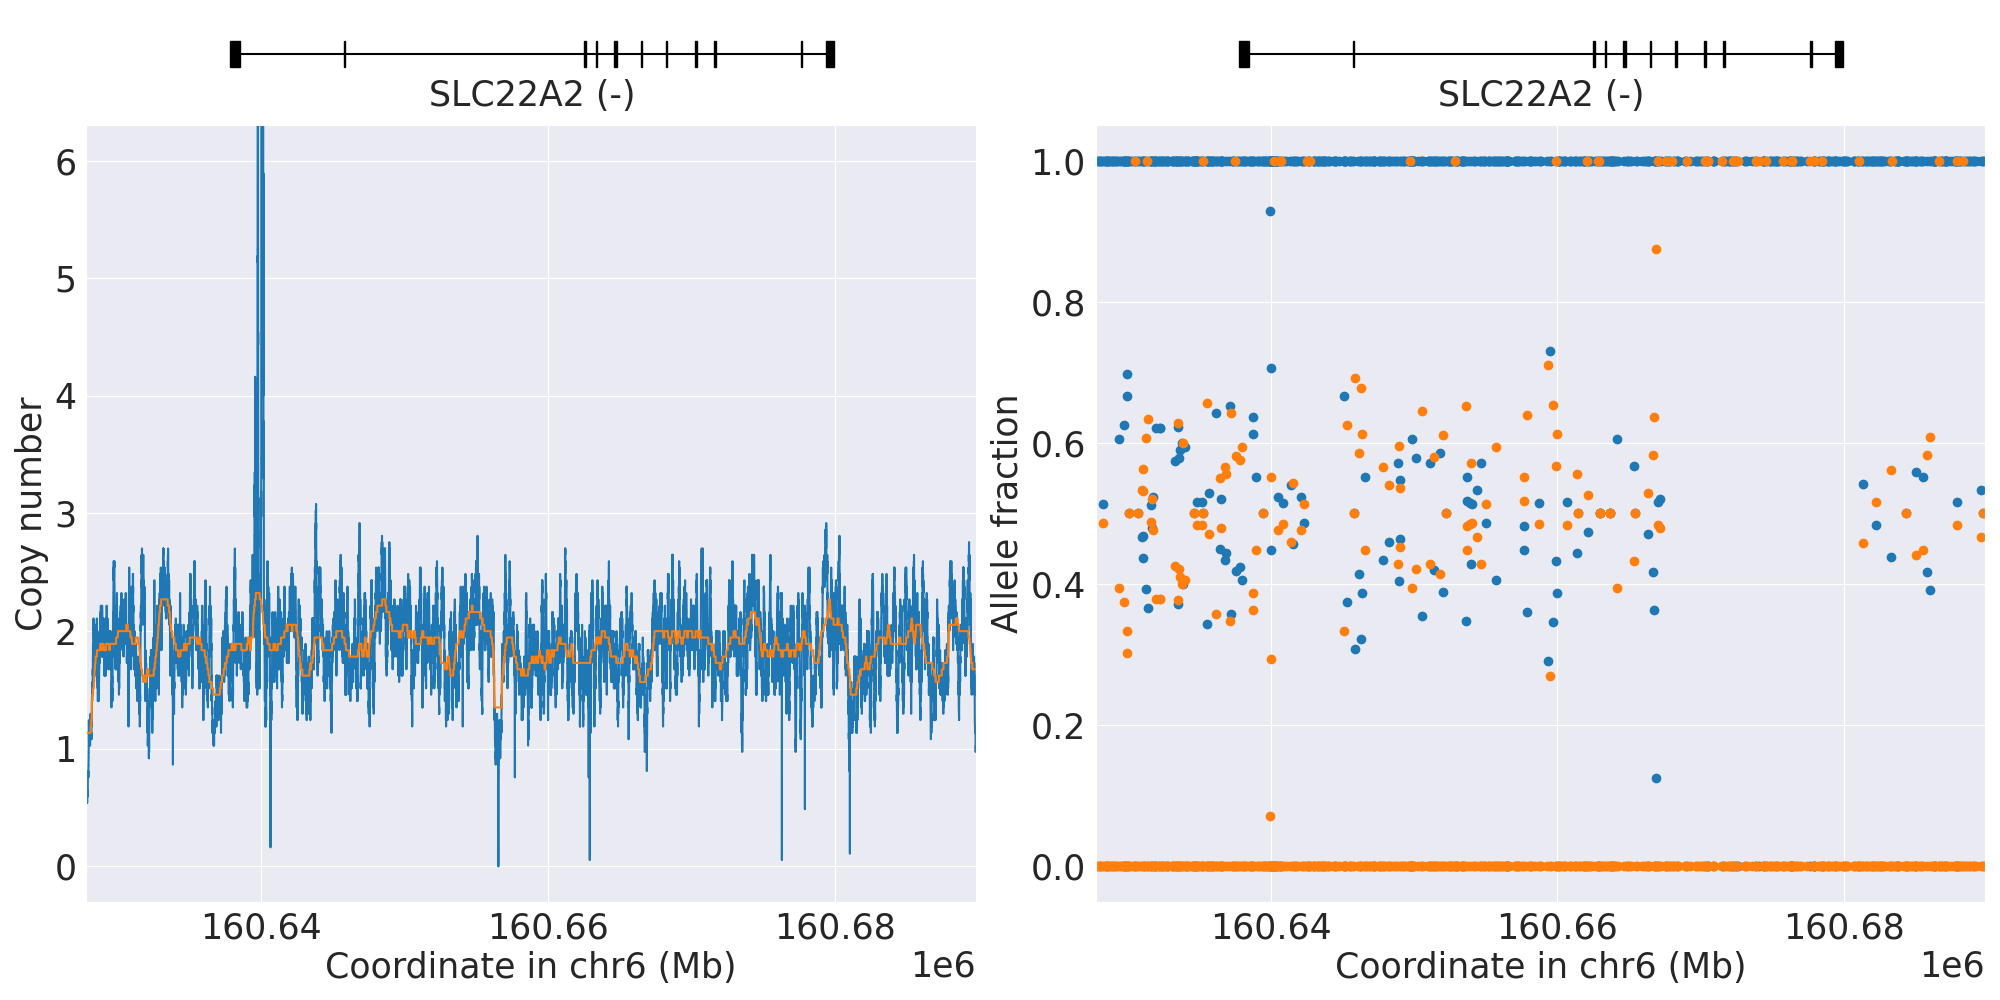 SLC22A2 (-)
Copy number
6
5
4
3
2
1
0
160.64
160.66
160.68
Coordinate in chr6 (Mb)
1e6
SLC22A2 (-)
Allele fraction
1.0
0.8
0.6
0.4
0.2
0.0
160.64
160.66
160.68
Coordinate in chr6 (Mb)
1e6